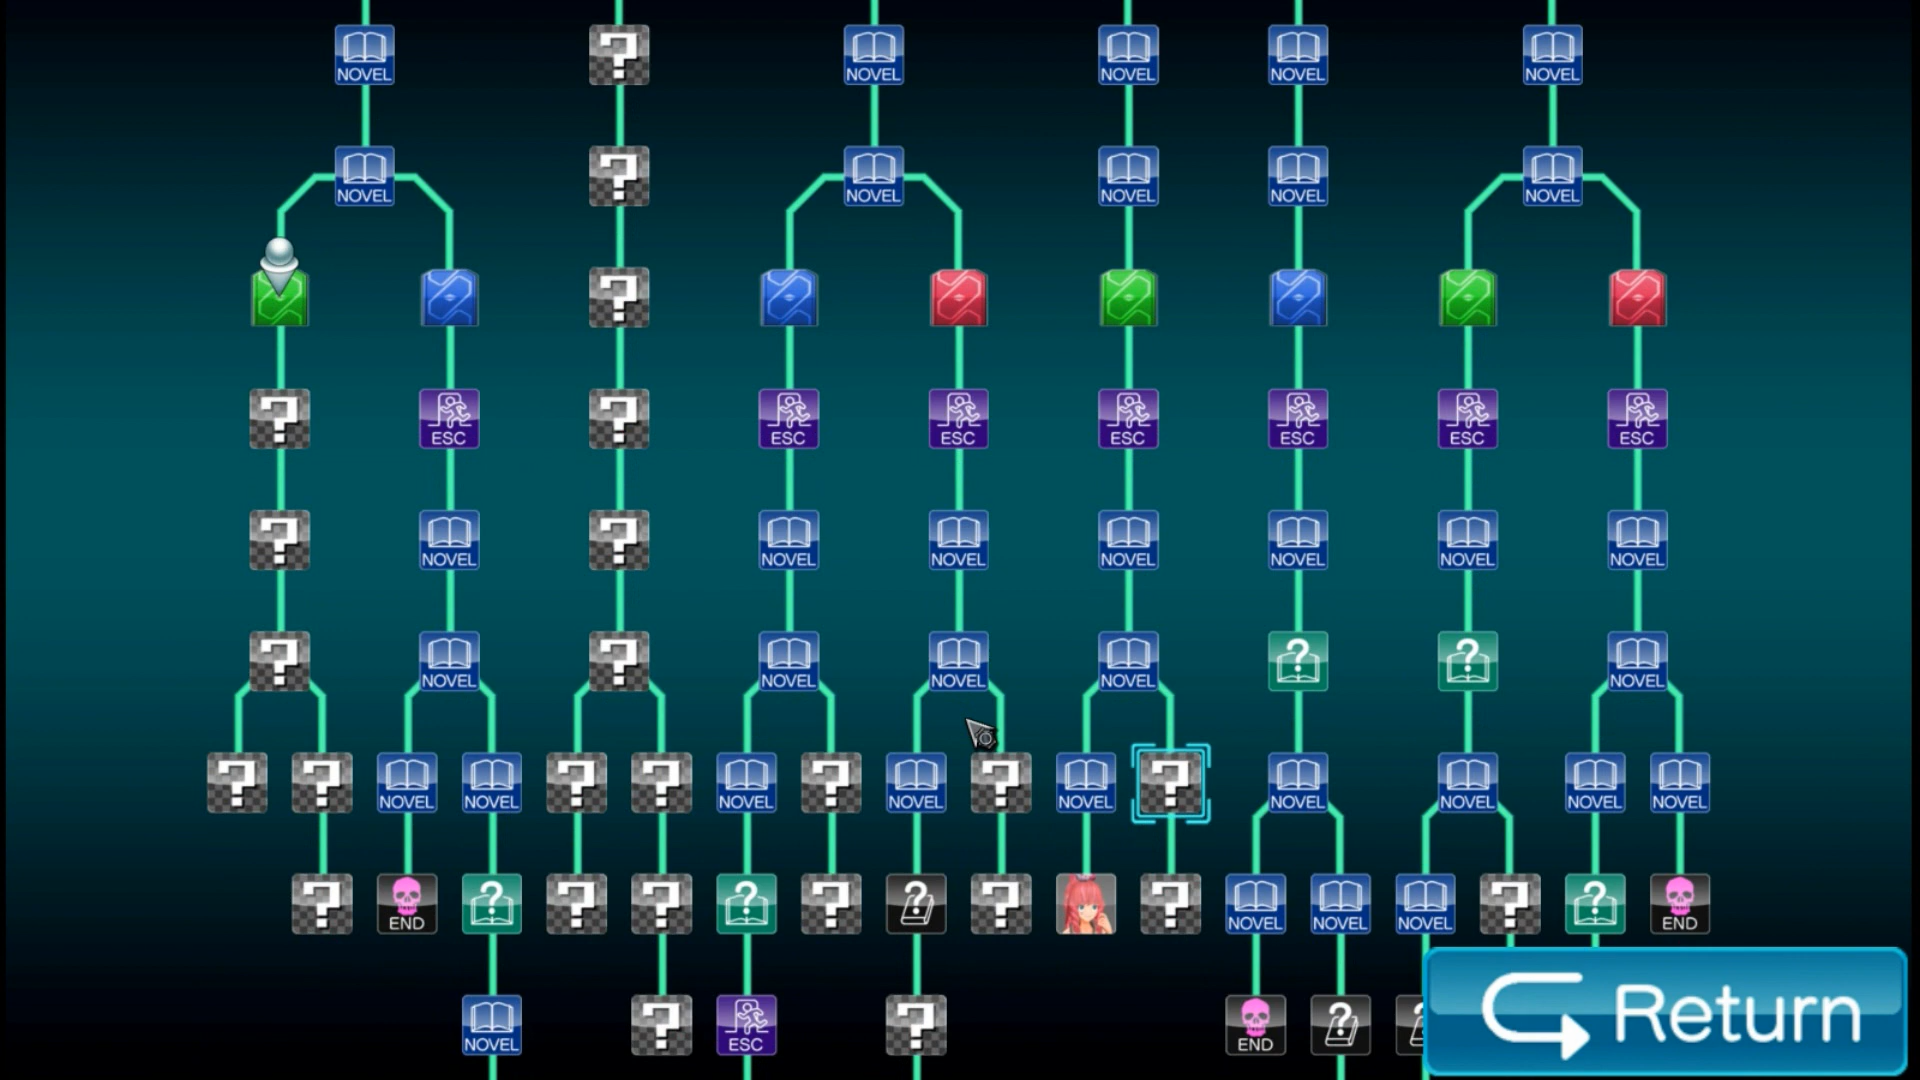 NOVEL ? NOVEL NOVEL NOVEL NOVEL
NOVEL ? NOVEL NOVEL NOVEL NOVEL
?
? ESC ? ESC ESC ESC ESC ESC ESC
? NOVEL ? NOVEL NOVEL NOVEL NOVEL NOVEL NOVEL
? NOVEL ? NOVEL NOVEL NOVEL ? ? NOVEL
? ? NOVEL NOVEL ? ? NOVEL ? NOVEL ? NOVEL ? NOVEL NOVEL NOVEL NOVEL
? END ? ? ? ? ? ? ? ? NOVEL NOVEL NOVEL ? ? END
NOVEL ? ESC ? END ? ?
Return